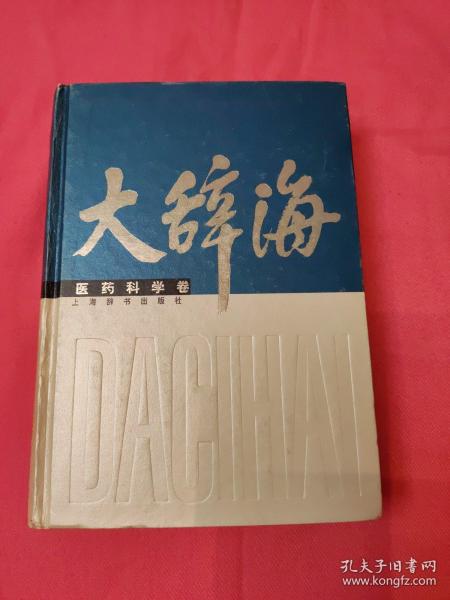 大辞海
医药科学卷
上海辞书出版社
DACIHAI
孔夫子旧书网
www.kongfz.com